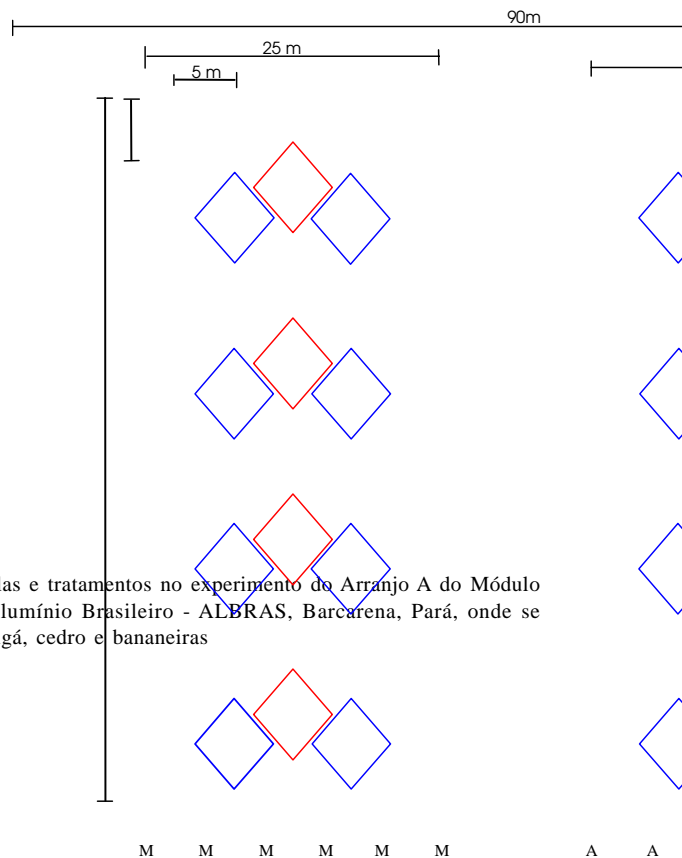 90m
25 m
5 m
las e tratamentos no experimento do Arranjo A do Módulo
lumínio Brasileiro - ALBRAS, Barcarena, Pará, onde se
gá, cedro e bananeiras
M M M M M M A A